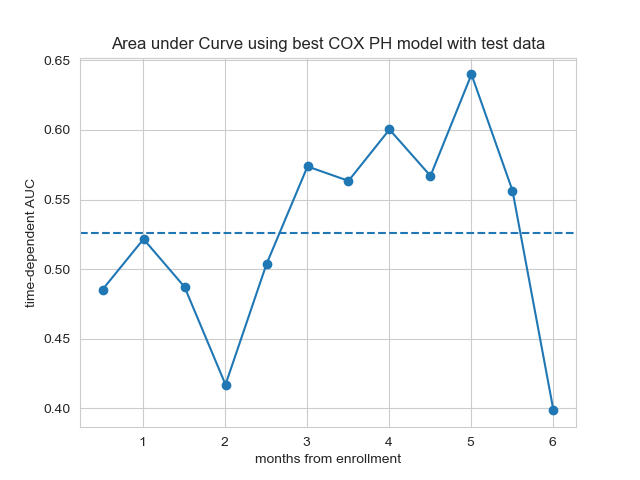 Area under Curve using best COX PH model with test data
time-dependent AUC
0.65
0.60
0.55
0.50
0.45
0.40
1 2 3 4 5 6
months from enrollment